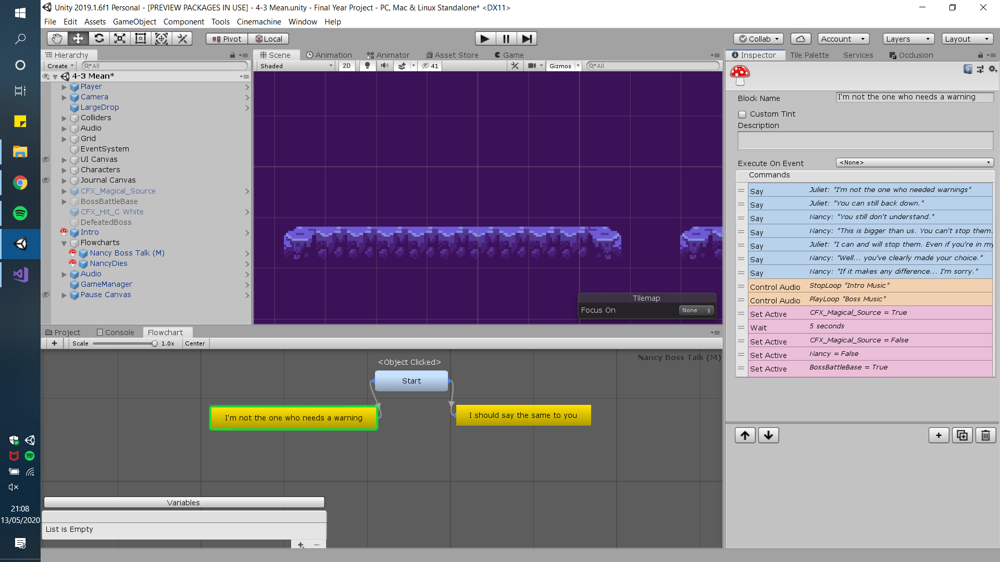 Unity 2019.1.6f1 Personal - [PREVIEW PACKAGES IN USE] - 4-3 Mean.unity - Final Year Project - PC, Mac & Linux Standalone* <DX11>
File Edit Assets GameObject Component Tools Cinemachine Window Help
Pivot Local Collab Account Layers Layout
Hierarchy
Create All
4-3 Mean*
Player
Camera
LargeDrop
Colliders
Audio
Grid
EventSystem
UI Canvas
Characters
Journal Canvas
CFX_Magical_Source
BossBattleBase
CFX_Hit_C White
DefeatedBoss
Intro
Flowcharts
Nancy Boss Talk (M)
NancyDies
Audio
GameManager
Pause Canvas
Scene Animation Animator Asset Store Game
Shaded 2D 41 Gizmos All
Tilemap
Focus On None
Inspector Tile Palette Services Occlusion
Block Name I'm not the one who needs a warning
Custom Tint
Description
Execute On Event <None>
Commands
Say Juliet: "I'm not the one who needed warnings"
Say Juliet: "You can still back down."
Say Nancy: "You still don't understand."
Say Nancy: "This is bigger than us. You can't stop them.
Say Juliet: "I can and will stop them. Even if you're in my
Say Nancy: "Well... you've clearly made your choice."
Say Nancy: "If it makes any difference... I'm sorry."
Control Audio StopLoop "Intro Music"
Control Audio PlayLoop "Boss Music"
Set Active CFX_Magical_Source = True
Wait 5 seconds
Set Active CFX_Magical_Source = False
Set Active Nancy = False
Set Active BossBattleBase = True
Project Console Flowchart
+ Scale 1.0x Center
Nancy Boss Talk (M)
<Object Clicked>
Start
I'm not the one who needs a warning
I should say the same to you
Variables
List is Empty
21:08
13/05/2020